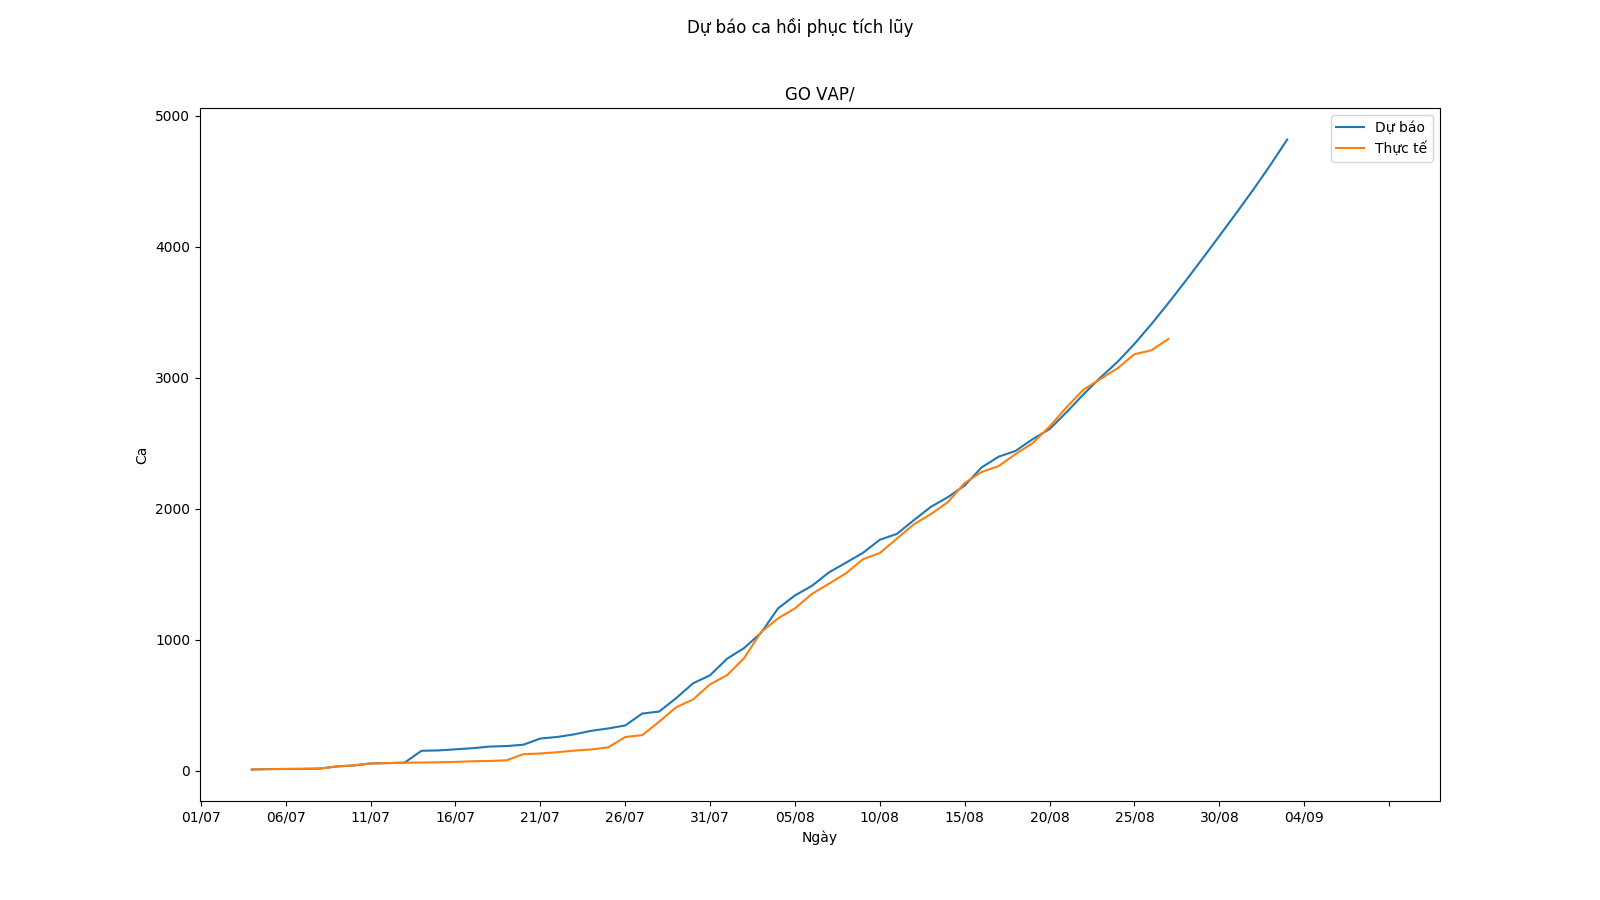 Dự báo ca hồi phục tích lũy
GO VAP/
Dự báo
Thực tế
5000
4000
3000
2000
1000
0
Ca
01/07 06/07 11/07 16/07 21/07 26/07 31/07 05/08 10/08 15/08 20/08 25/08 30/08 04/09
Ngày